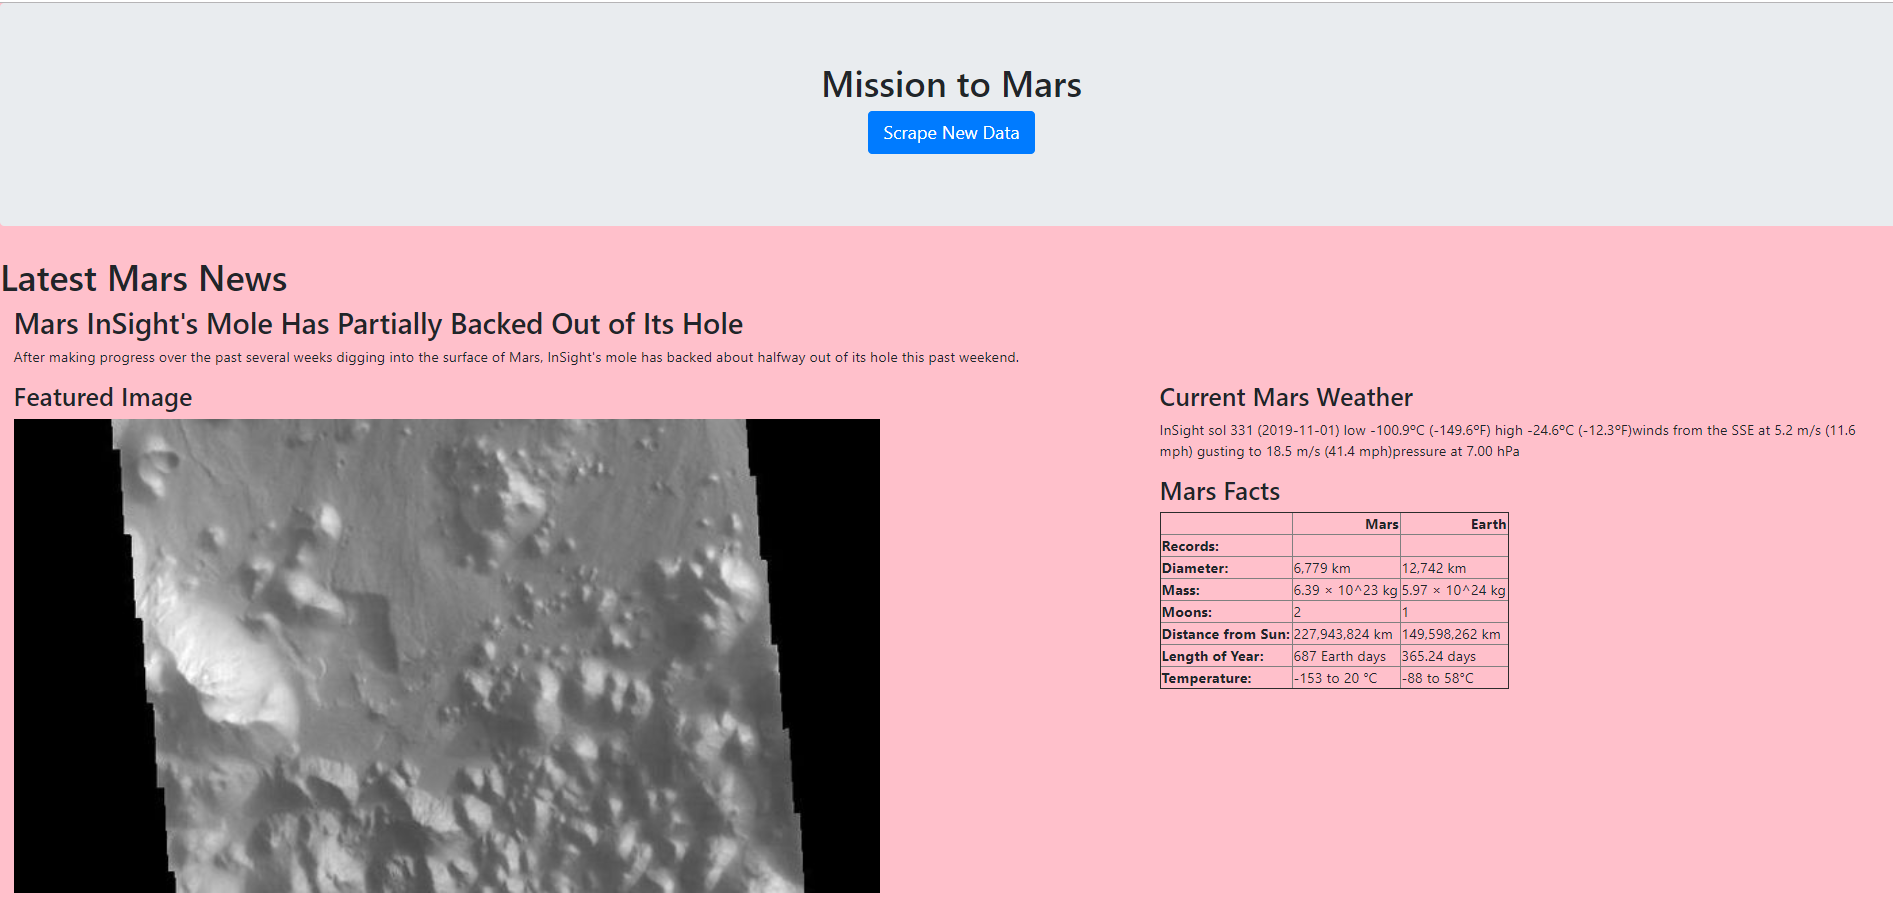 Mission to Mars
Scrape New Data
Latest Mars News
Mars InSight's Mole Has Partially Backed Out of Its Hole
After making progress over the past several weeks digging into the surface of Mars, InSight's mole has backed about halfway out of its hole this past weekend.
Featured Image
Current Mars Weather
InSight sol 331 (2019-11-01) low -100.9ºC (-149.6ºF) high -24.6ºC (-12.3ºF)winds from the SSE at 5.2 m/s (11.6
mph) gusting to 18.5 m/s (41.4 mph)pressure at 7.00 hPa
Mars Facts
Mars Earth
Records:
Diameter: 6,779 km 12,742 km
Mass: 6.39 × 10^23 kg 5.97 × 10^24 kg
Moons: 2 1
Distance from Sun: 227,943,824 km 149,598,262 km
Length of Year: 687 Earth days 365.24 days
Temperature: -153 to 20 °C -88 to 58°C